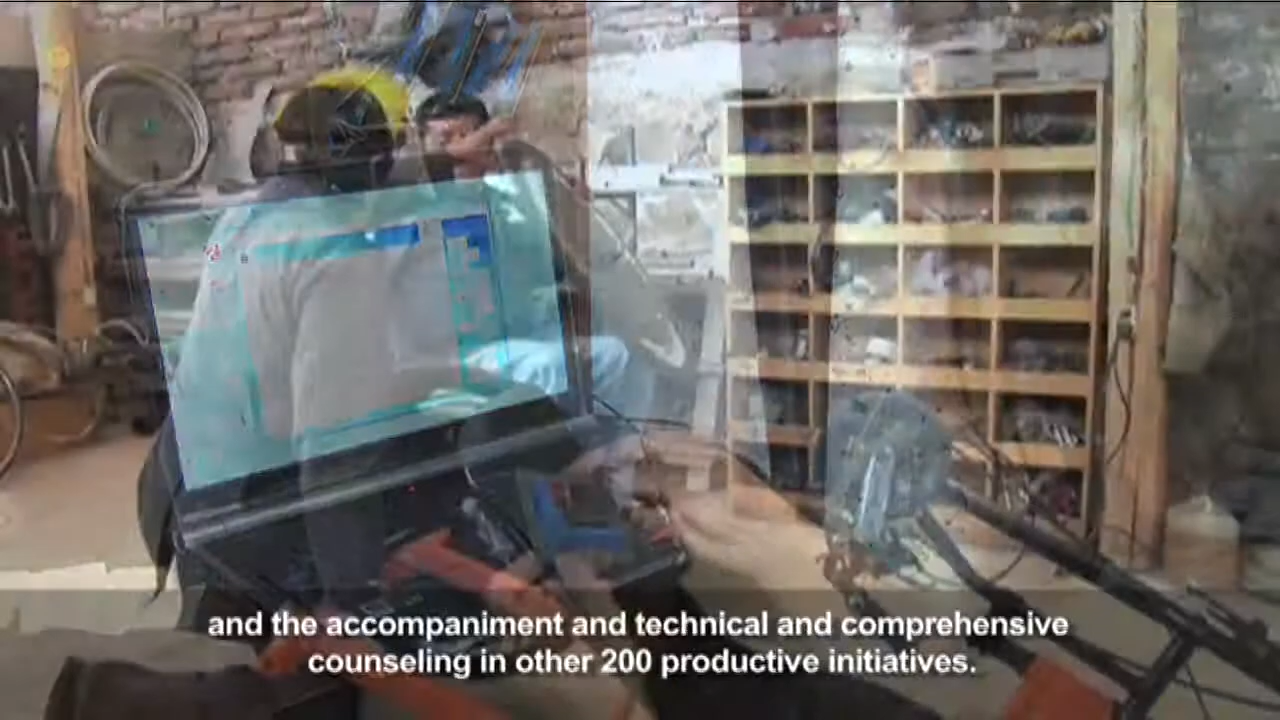 and the accompaniment and technical and comprehensive
counseling in other 200 productive initiatives.